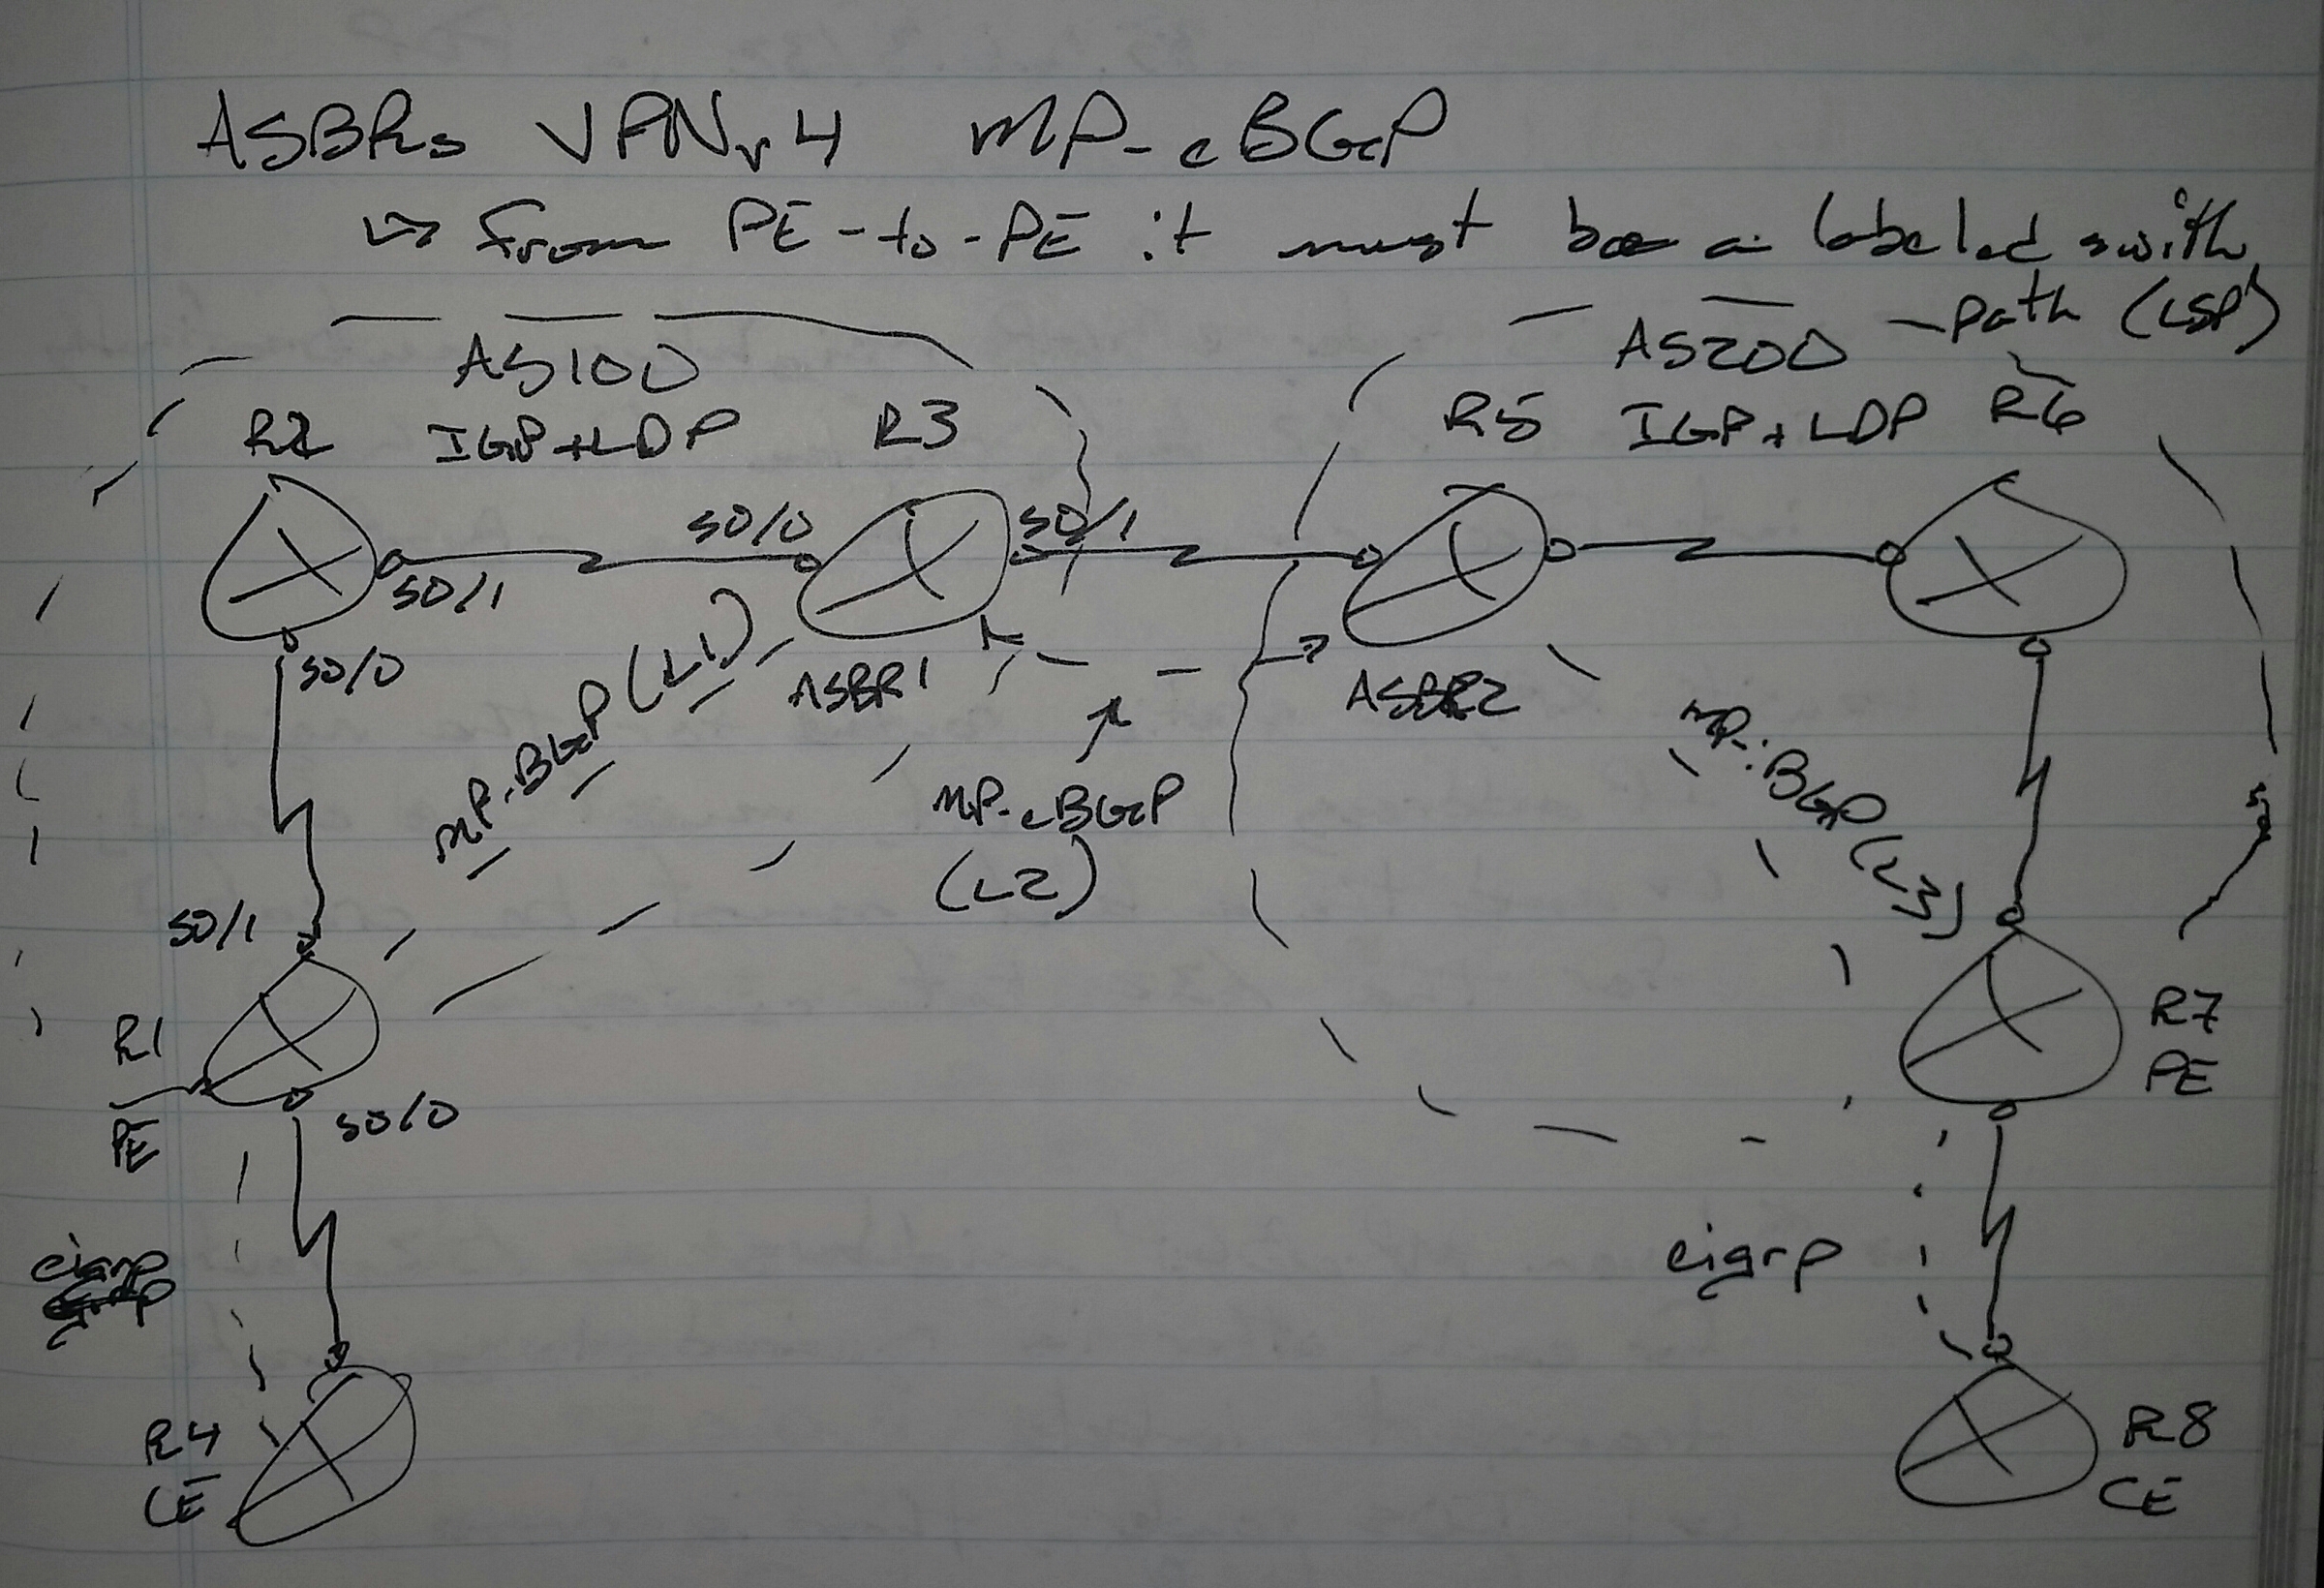 ASBRs VPNv4 MP-eBGP
↳ From PE-to-PE it must be a labeled switch
path (LSP)
AS100
AS200
R2 IGP+LDP R3
R5 IGP+LDP R6
S0/0 S0/1
S0/1
S0/0
MP-iBGP (L1)
ASBR1
ASBR2
MP-eBGP
(L2)
MP-iBGP (L3)
S0/1
R1
PE
S0/0
R7
PE
eigrp
eigrp
R4
CE
R8
CE